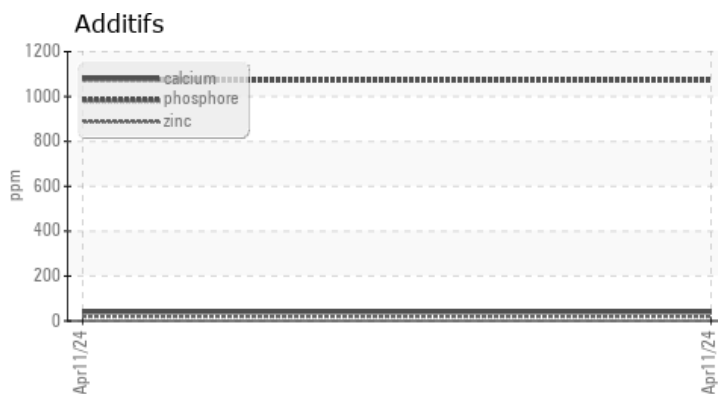 Additifs
1200
1000
800
600
400
200
0
ppm
calcium
phosphore
zinc
Apr11/24
Apr11/24